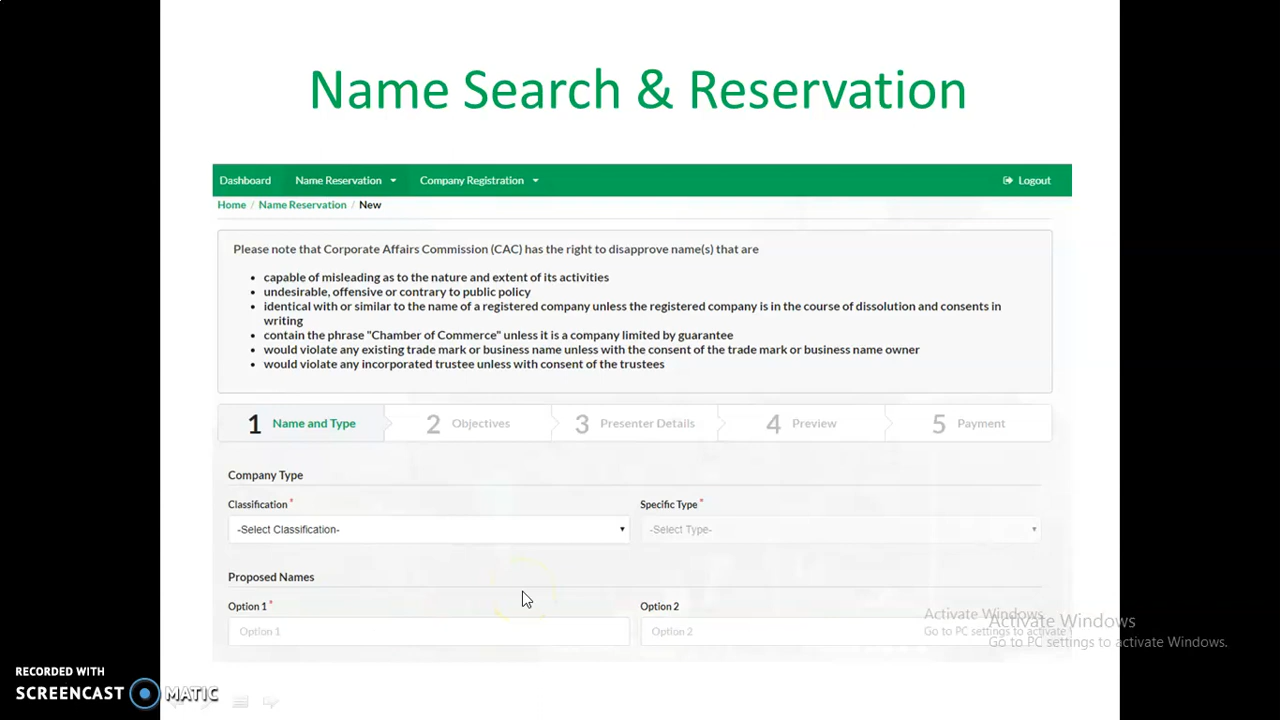 Name Search & Reservation
Dashboard Name Reservation Company Registration Logout
Home / Name Reservation / New
Please note that Corporate Affairs Commission (CAC) has the right to disapprove name(s) that are
• capable of misleading as to the nature and extent of its activities
• undesirable, offensive or contrary to public policy
• identical with or similar to the name of a registered company unless the registered company is in the course of dissolution and consents in
writing
• contain the phrase "Chamber of Commerce" unless it is a company limited by guarantee
• would violate any existing trade mark or business name unless with the consent of the trade mark or business name owner
• would violate any incorporated trustee unless with consent of the trustees
1 Name and Type 2 Objectives 3 Presenter Details 4 Preview 5 Payment
Company Type
Classification * Specific Type *
-Select Classification- -Select Type-
Proposed Names
Option 1 * Option 2
Option 1 Option 2
Activate Windows
Go to PC settings to activate
Activate Windows
Go to PC settings to activate Windows.
RECORDED WITH
SCREENCAST MATIC